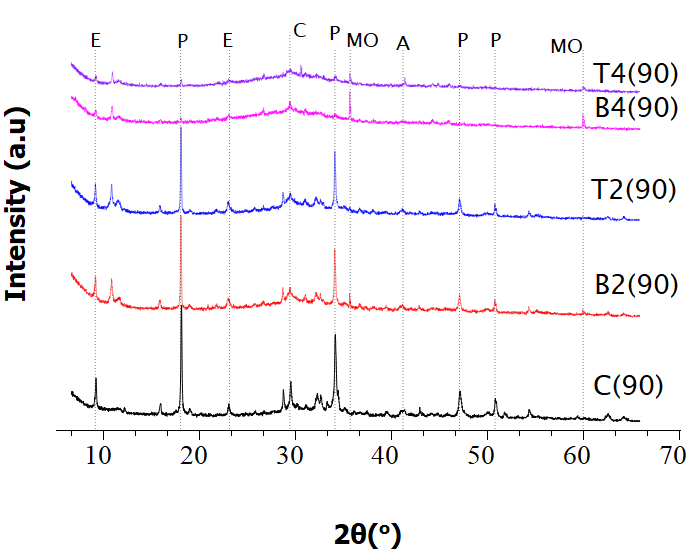 E P E C P MO A P P MO
T4(90)
B4(90)
T2(90)
B2(90)
C(90)
Intensity (a.u)
10 20 30 40 50 60 70
2θ(°)